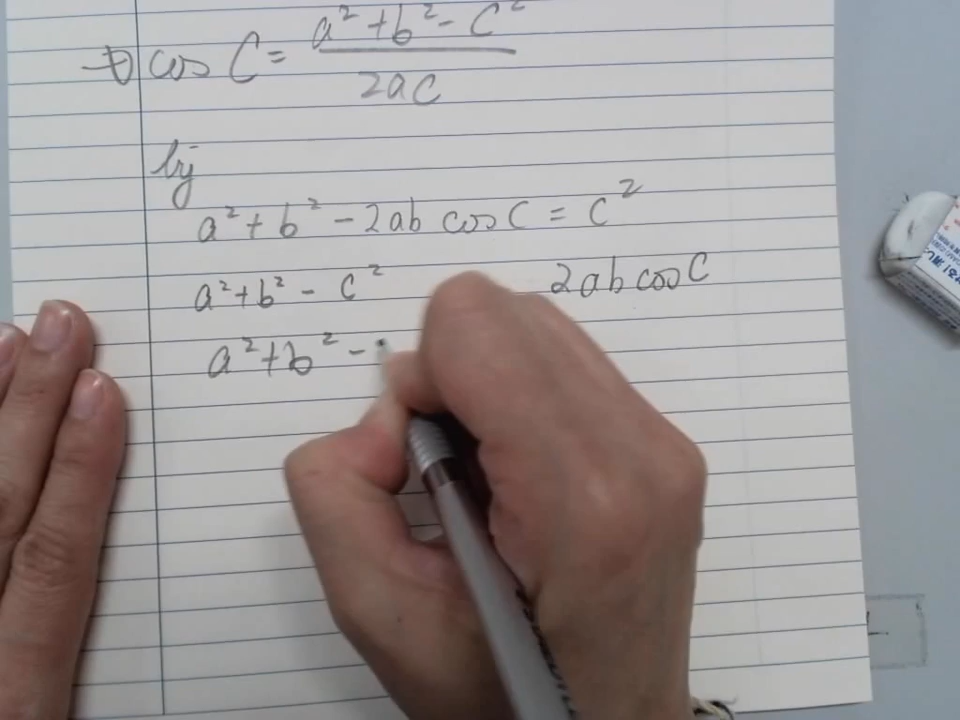 cos C = a² + b² - c² / 2ac
by
a² + b² - 2ab cos C = c²
a² + b² - c² 2ab cos C
a² + b² -